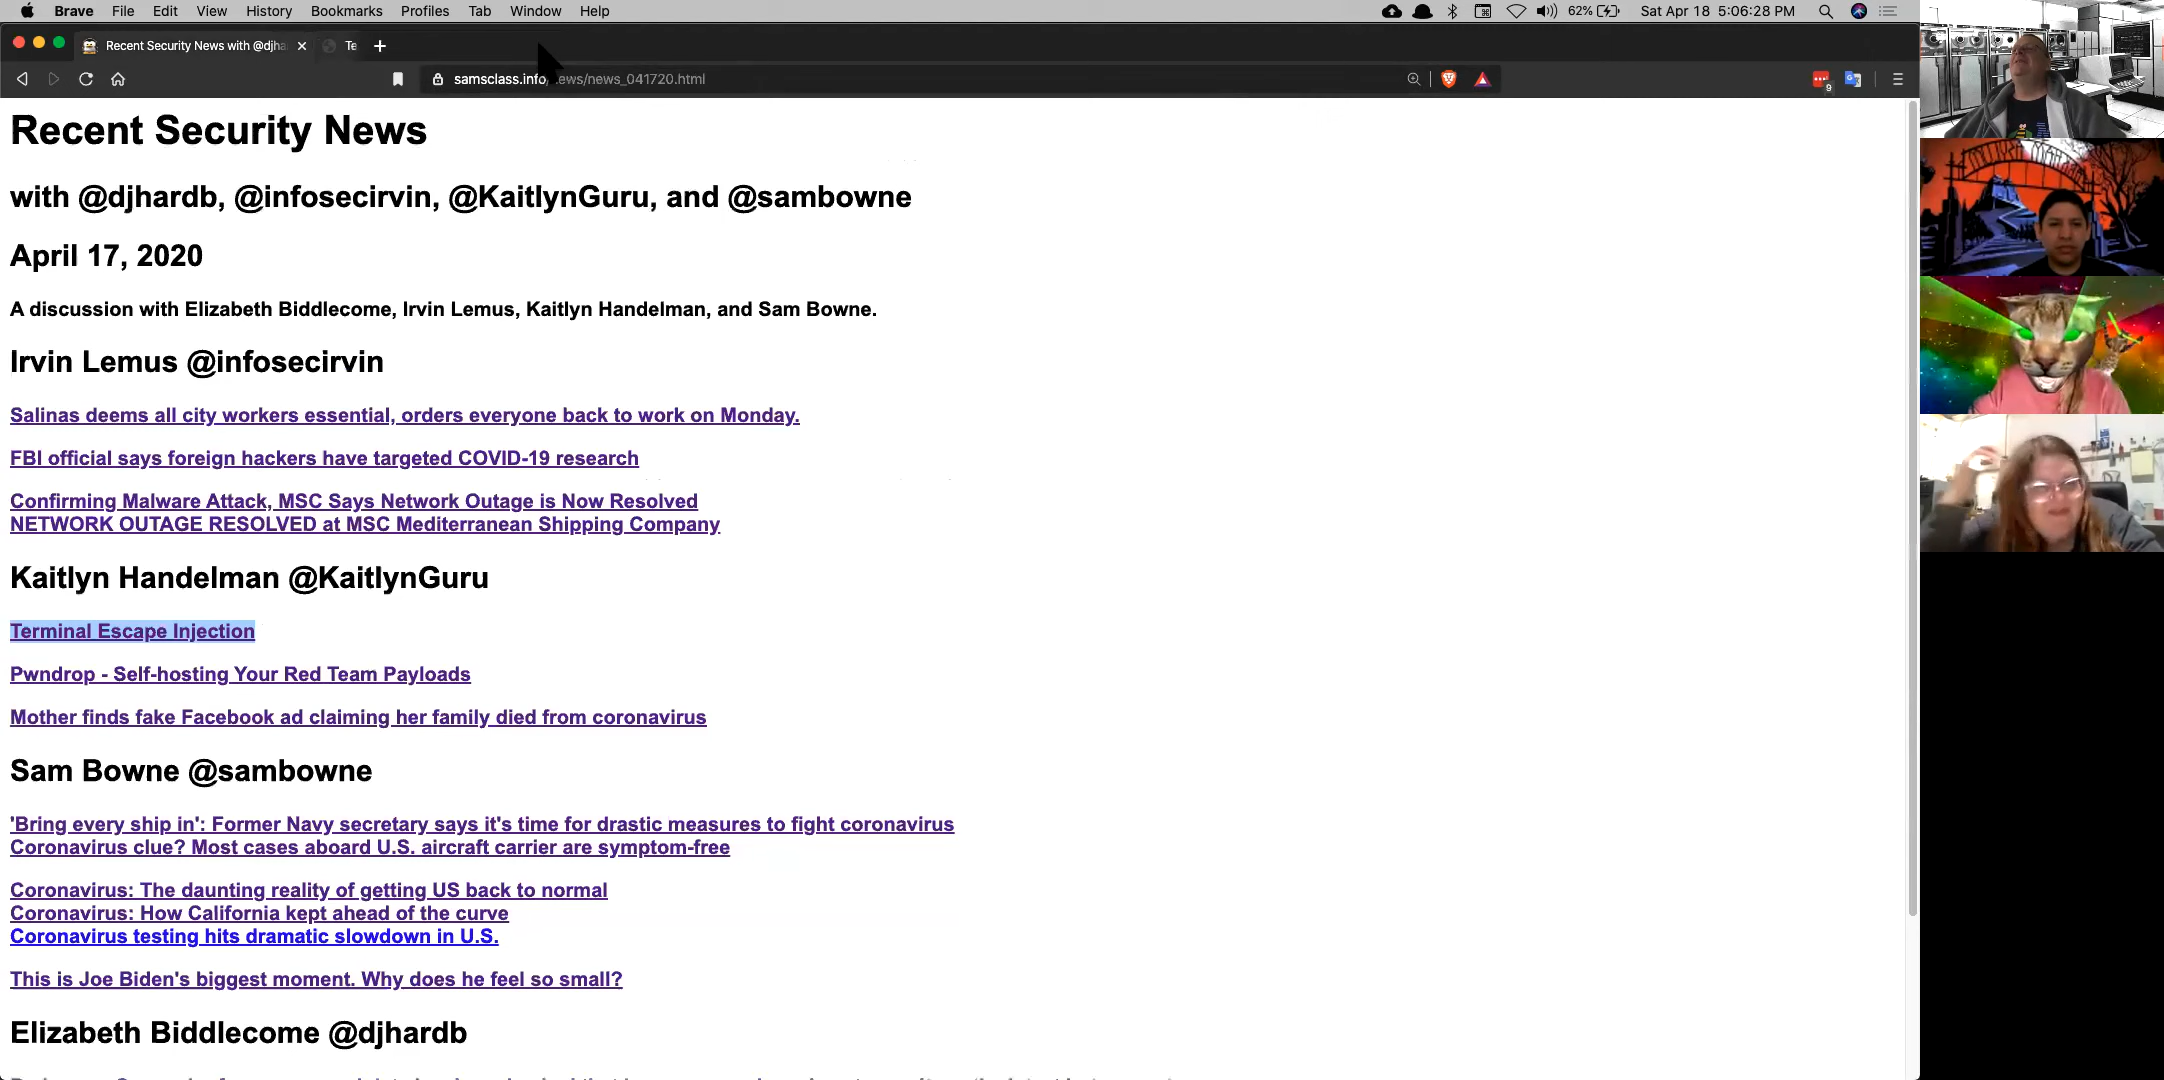 Brave File Edit View History Bookmarks Profiles Tab Window Help 62% Sat Apr 18 5:06:28 PM
Recent Security News with @djha
Te
samsclass.info/news/news_041720.html
9
Recent Security News
with @djhardb, @infosecirvin, @KaitlynGuru, and @sambowne
April 17, 2020
A discussion with Elizabeth Biddlecome, Irvin Lemus, Kaitlyn Handelman, and Sam Bowne.
Irvin Lemus @infosecirvin
Salinas deems all city workers essential, orders everyone back to work on Monday.
FBI official says foreign hackers have targeted COVID-19 research
Confirming Malware Attack, MSC Says Network Outage is Now Resolved
NETWORK OUTAGE RESOLVED at MSC Mediterranean Shipping Company
Kaitlyn Handelman @KaitlynGuru
Terminal Escape Injection
Pwndrop - Self-hosting Your Red Team Payloads
Mother finds fake Facebook ad claiming her family died from coronavirus
Sam Bowne @sambowne
'Bring every ship in': Former Navy secretary says it's time for drastic measures to fight coronavirus
Coronavirus clue? Most cases aboard U.S. aircraft carrier are symptom-free
Coronavirus: The daunting reality of getting US back to normal
Coronavirus: How California kept ahead of the curve
Coronavirus testing hits dramatic slowdown in U.S.
This is Joe Biden's biggest moment. Why does he feel so small?
Elizabeth Biddlecome @djhardb